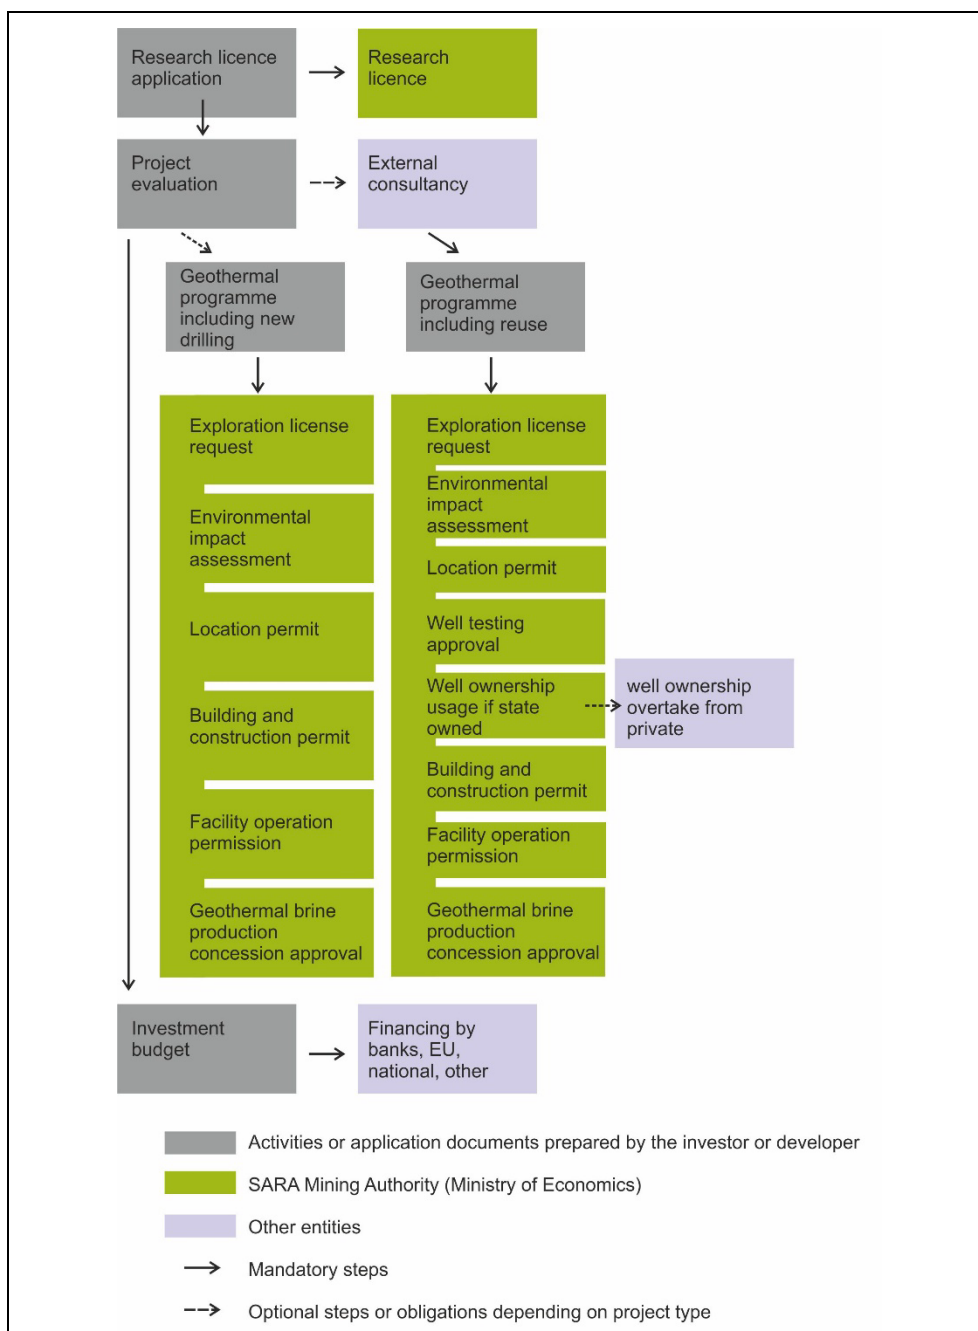 Research licence
application
Research
licence
Project
evaluation
External
consultancy
Geothermal
programme
including new
drilling
Geothermal
programme
including reuse
Exploration license
request
Environmental
impact
assessment
Location permit
Building and
construction permit
Facility operation
permission
Geothermal brine
production
concession approval
Exploration license
request
Environmental
impact
assessment
Location permit
Well testing
approval
Well ownership
usage if state
owned
well ownership
overtake from
private
Building and
construction permit
Facility operation
permission
Geothermal brine
production
concession approval
Investment
budget
Financing by
banks, EU,
national, other
Activities or application documents prepared by the investor or developer
SARA Mining Authority (Ministry of Economics)
Other entities
Mandatory steps
Optional steps or obligations depending on project type